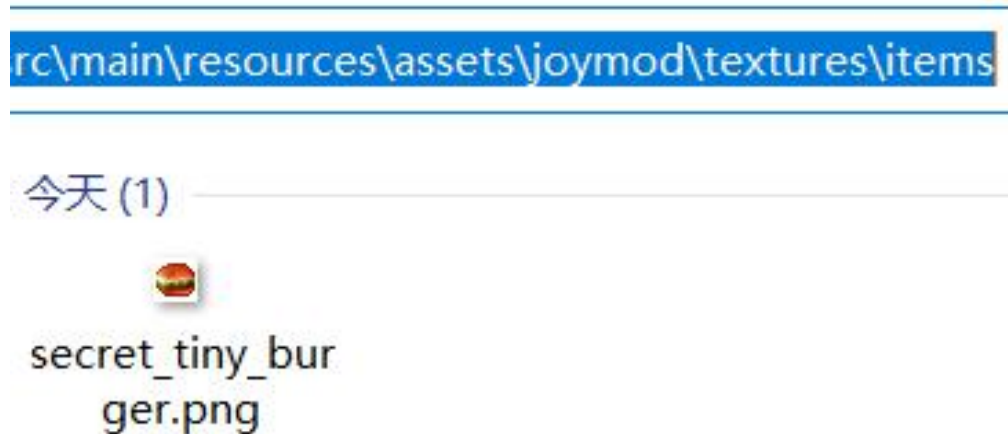 rc\main\resources\assets\joymod\textures\items
今天 (1)
secret_tiny_bur
ger.png